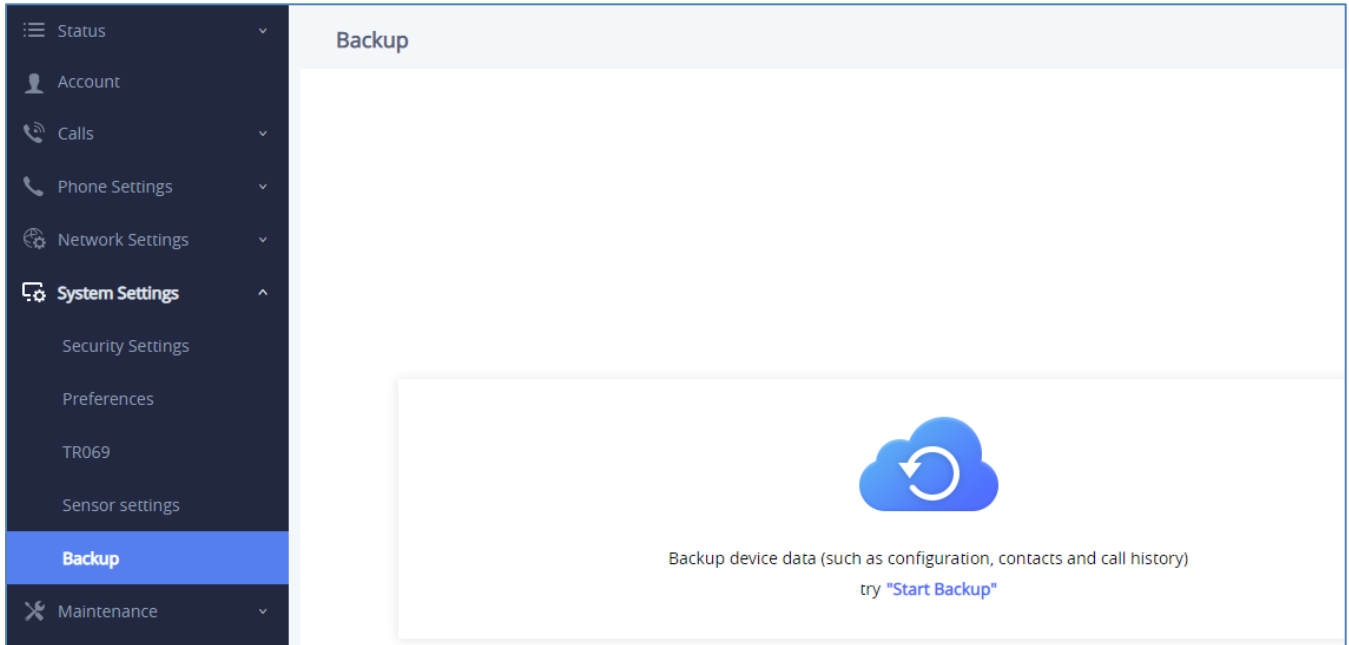 Status
Account
Calls
Phone Settings
Network Settings
System Settings
Security Settings
Preferences
TR069
Sensor settings
Backup
Maintenance
Backup
Backup device data (such as configuration, contacts and call history)
try "Start Backup"